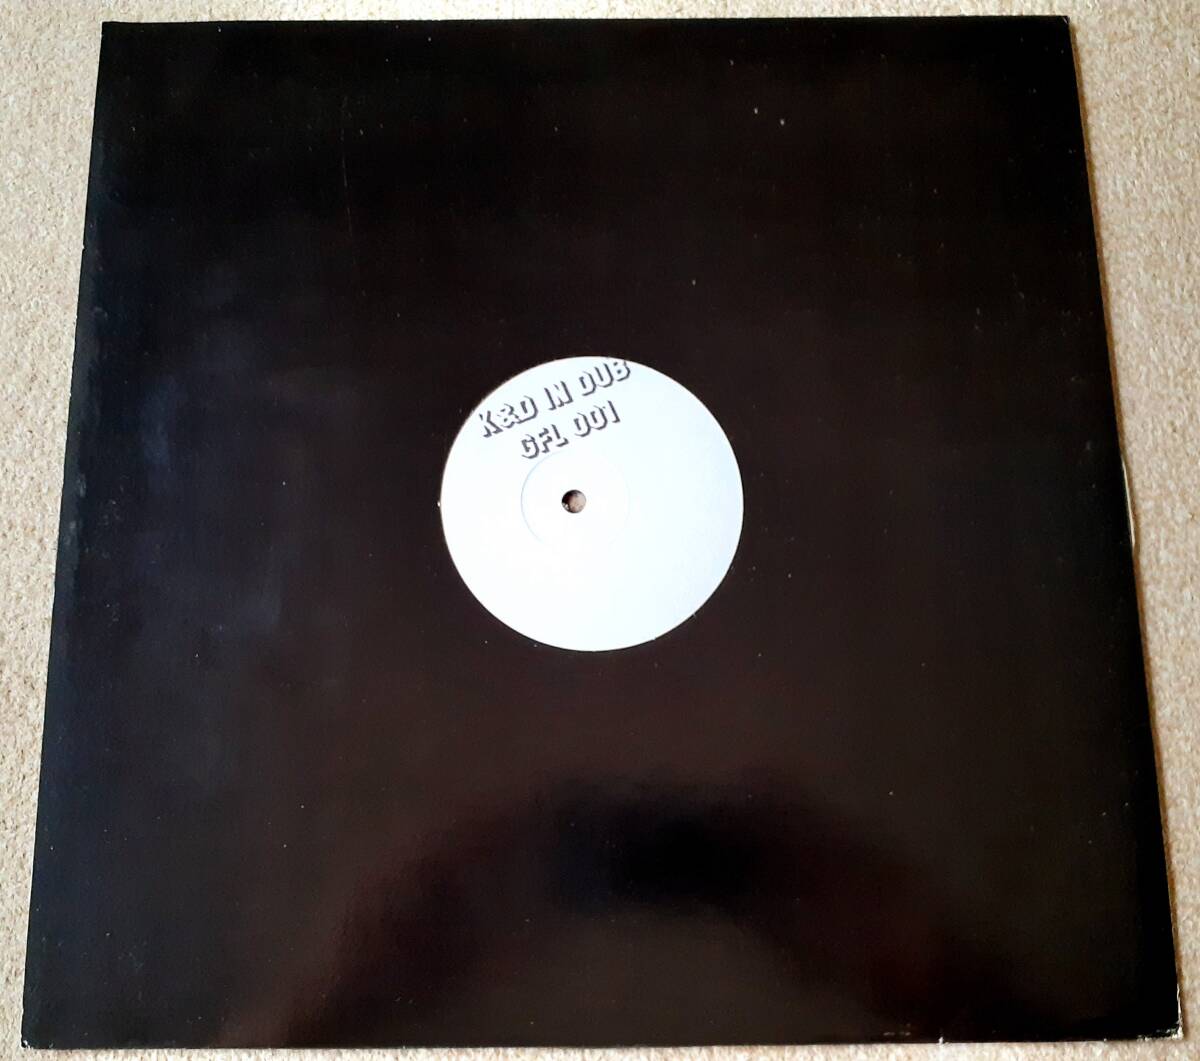 K&D IN DUB
GFL 001